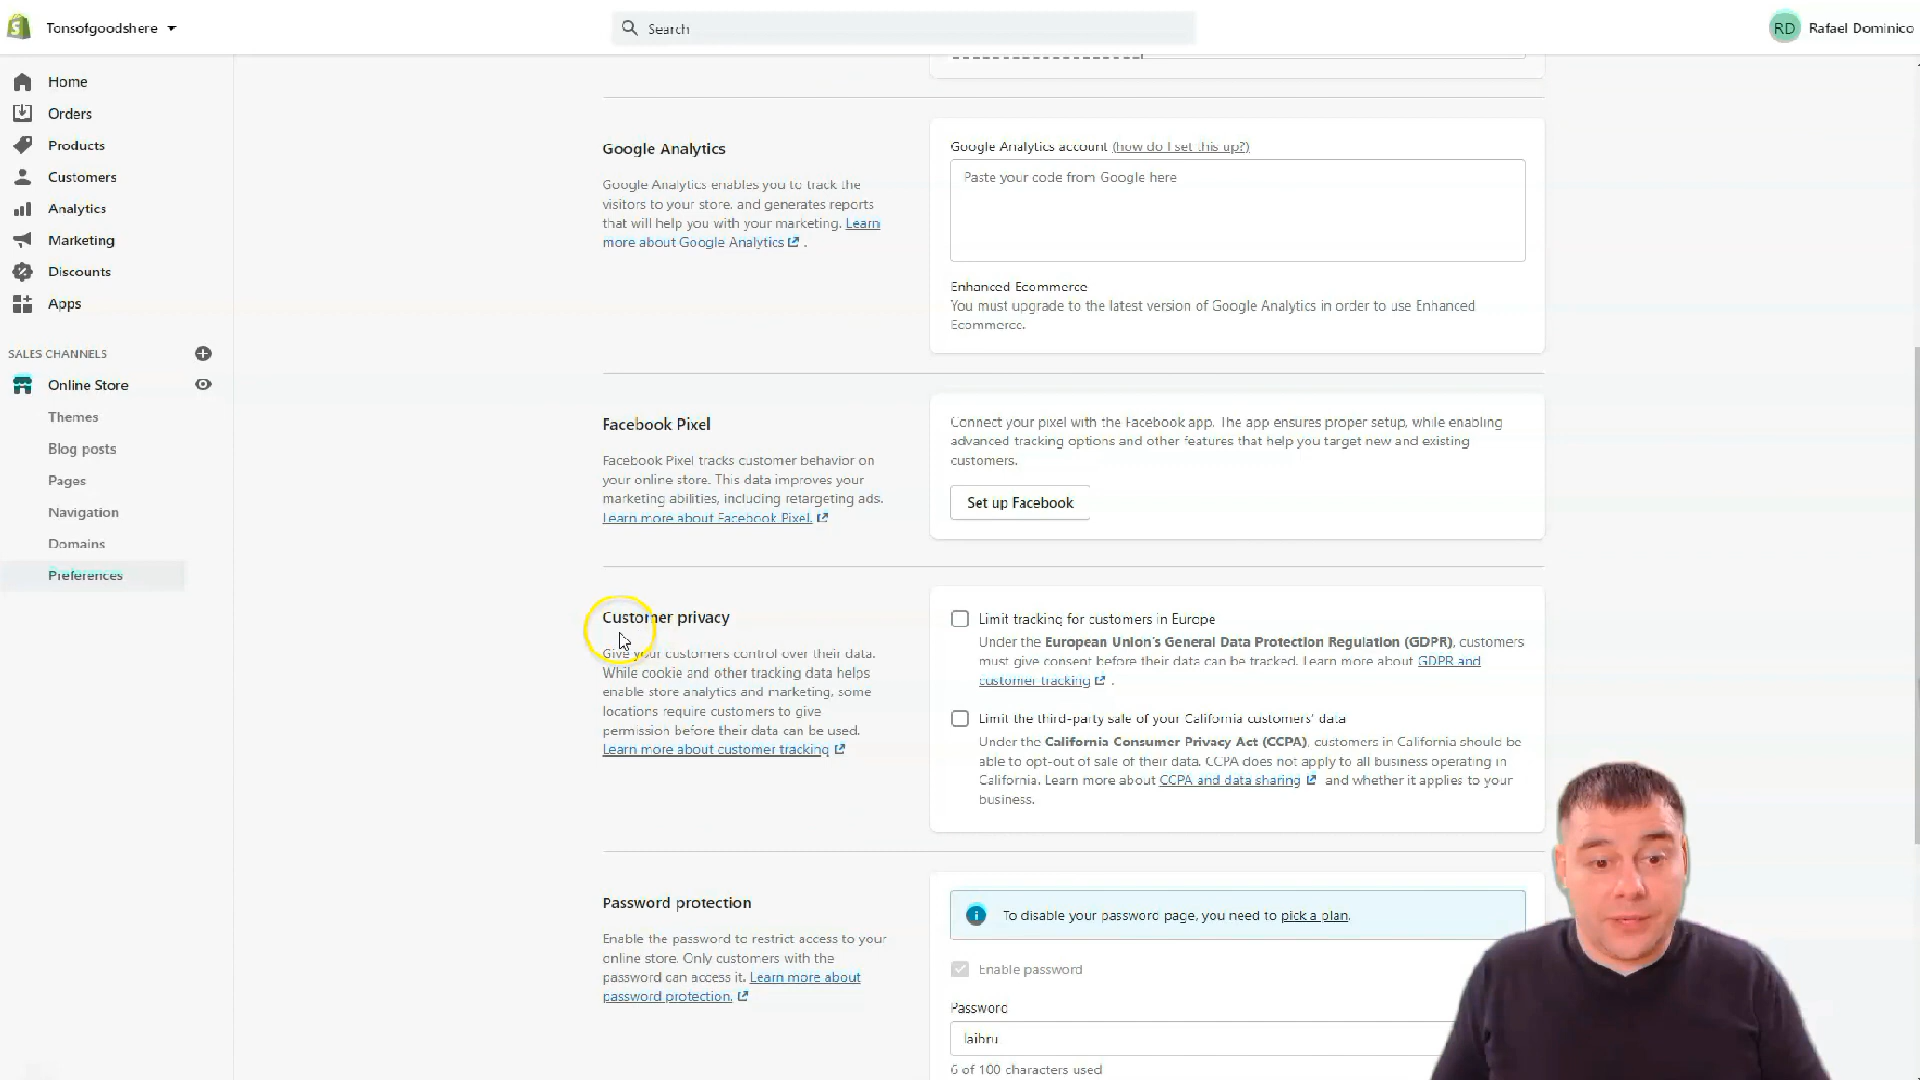 Tonsofgoodshere
Search
RD Rafael Dominico
Home
Orders
Products
Customers
Analytics
Marketing
Discounts
Apps
SALES CHANNELS
Online Store
Themes
Blog posts
Pages
Navigation
Domains
Preferences
Google Analytics
Google Analytics enables you to track the
visitors to your store, and generates reports
that will help you with your marketing. Learn
more about Google Analytics .
Google Analytics account (how do I set this up?)
Paste your code from Google here
Enhanced Ecommerce
You must upgrade to the latest version of Google Analytics in order to use Enhanced
Ecommerce.
Facebook Pixel
Facebook Pixel tracks customer behavior on
your online store. This data improves your
marketing abilities, including retargeting ads.
Learn more about Facebook Pixel.
Connect your pixel with the Facebook app. The app ensures proper setup, while enabling
advanced tracking options and other features that help you target new and existing
customers.
Set up Facebook
Customer privacy
Give your customers control over their data.
While cookie and other tracking data helps
enable store analytics and marketing, some
locations require customers to give
permission before their data can be used.
Learn more about customer tracking
Limit tracking for customers in Europe
Under the European Union's General Data Protection Regulation (GDPR), customers
must give consent before their data can be tracked. Learn more about GDPR and
customer tracking .
Limit the third-party sale of your California customers' data
Under the California Consumer Privacy Act (CCPA), customers in California should be
able to opt-out of sale of their data. CCPA does not apply to all business operating in
California. Learn more about CCPA and data sharing and whether it applies to your
business.
Password protection
Enable the password to restrict access to your
online store. Only customers with the
password can access it. Learn more about
password protection.
To disable your password page, you need to pick a plan.
Enable password
Password
laibru
6 of 100 characters used